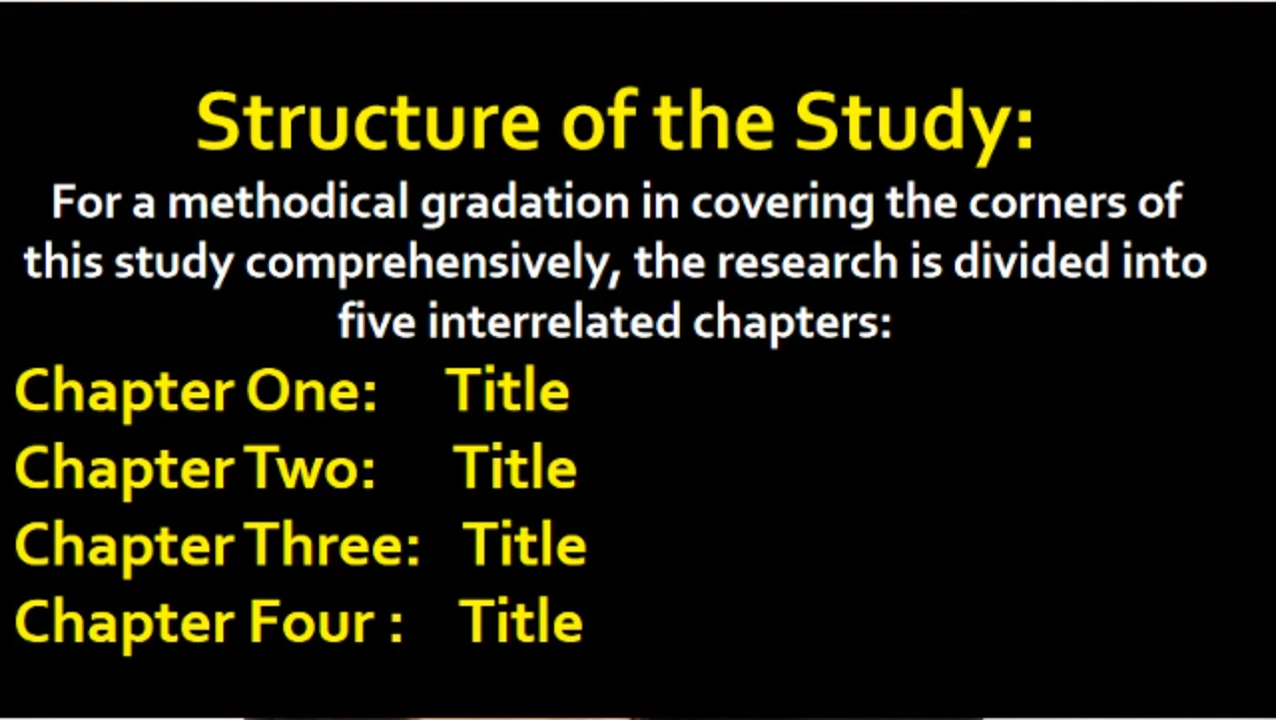 Structure of the Study:
For a methodical gradation in covering the corners of
this study comprehensively, the research is divided into
five interrelated chapters:
Chapter One: Title
Chapter Two: Title
Chapter Three: Title
Chapter Four : Title